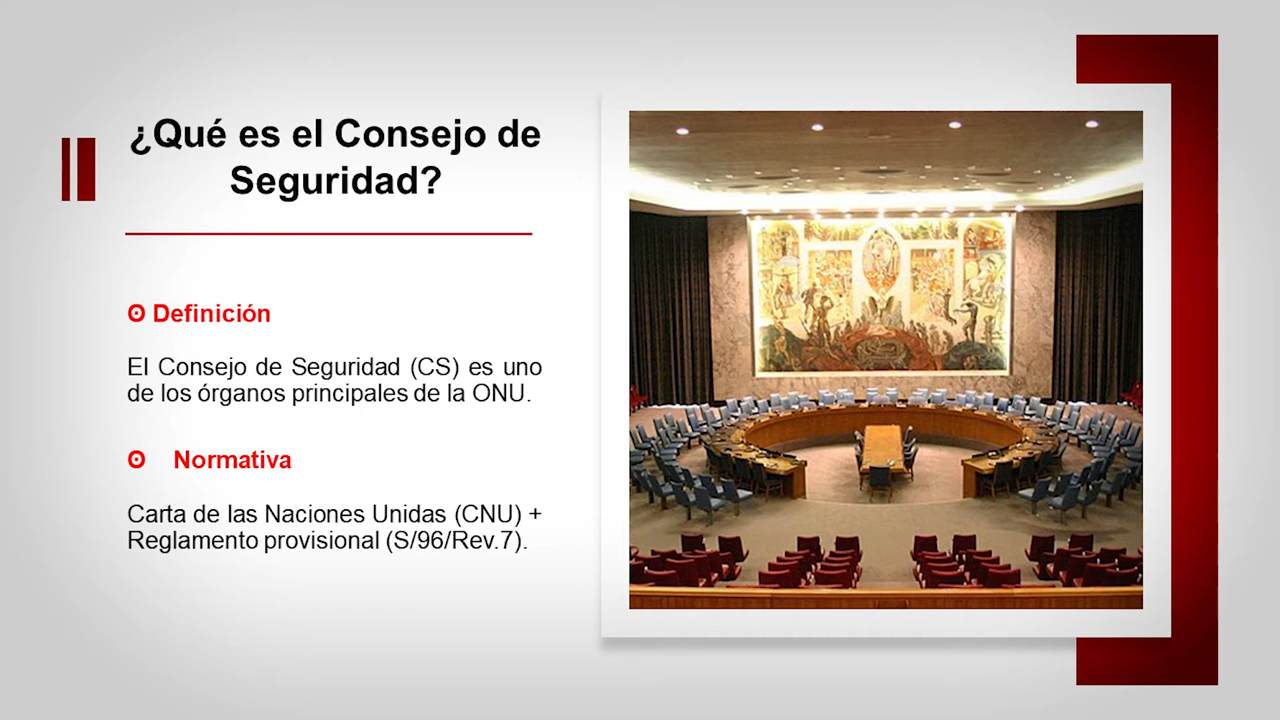 ¿Qué es el Consejo de
Seguridad?
ʘ Definición
El Consejo de Seguridad (CS) es uno
de los órganos principales de la ONU.
ʘ Normativa
Carta de las Naciones Unidas (CNU) +
Reglamento provisional (S/96/Rev.7).